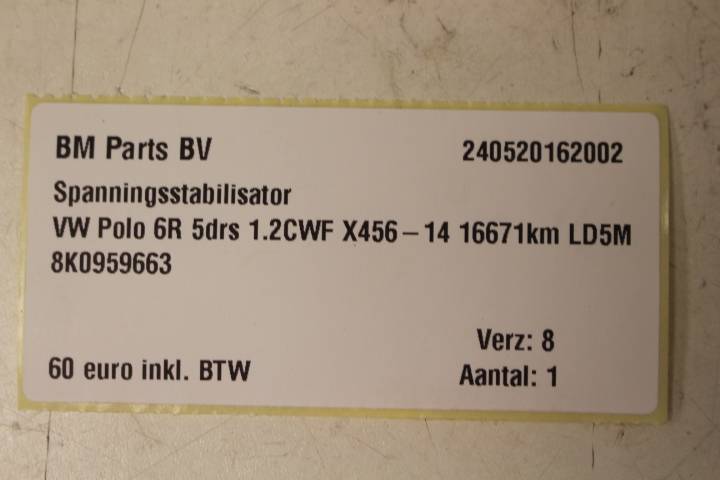 BM Parts BV 240520162002
Spanningsstabilisator
VW Polo 6R 5drs 1.2CWF X456-14 16671km LD5M
8K0959663
Verz: 8
60 euro inkl. BTW Aantal: 1